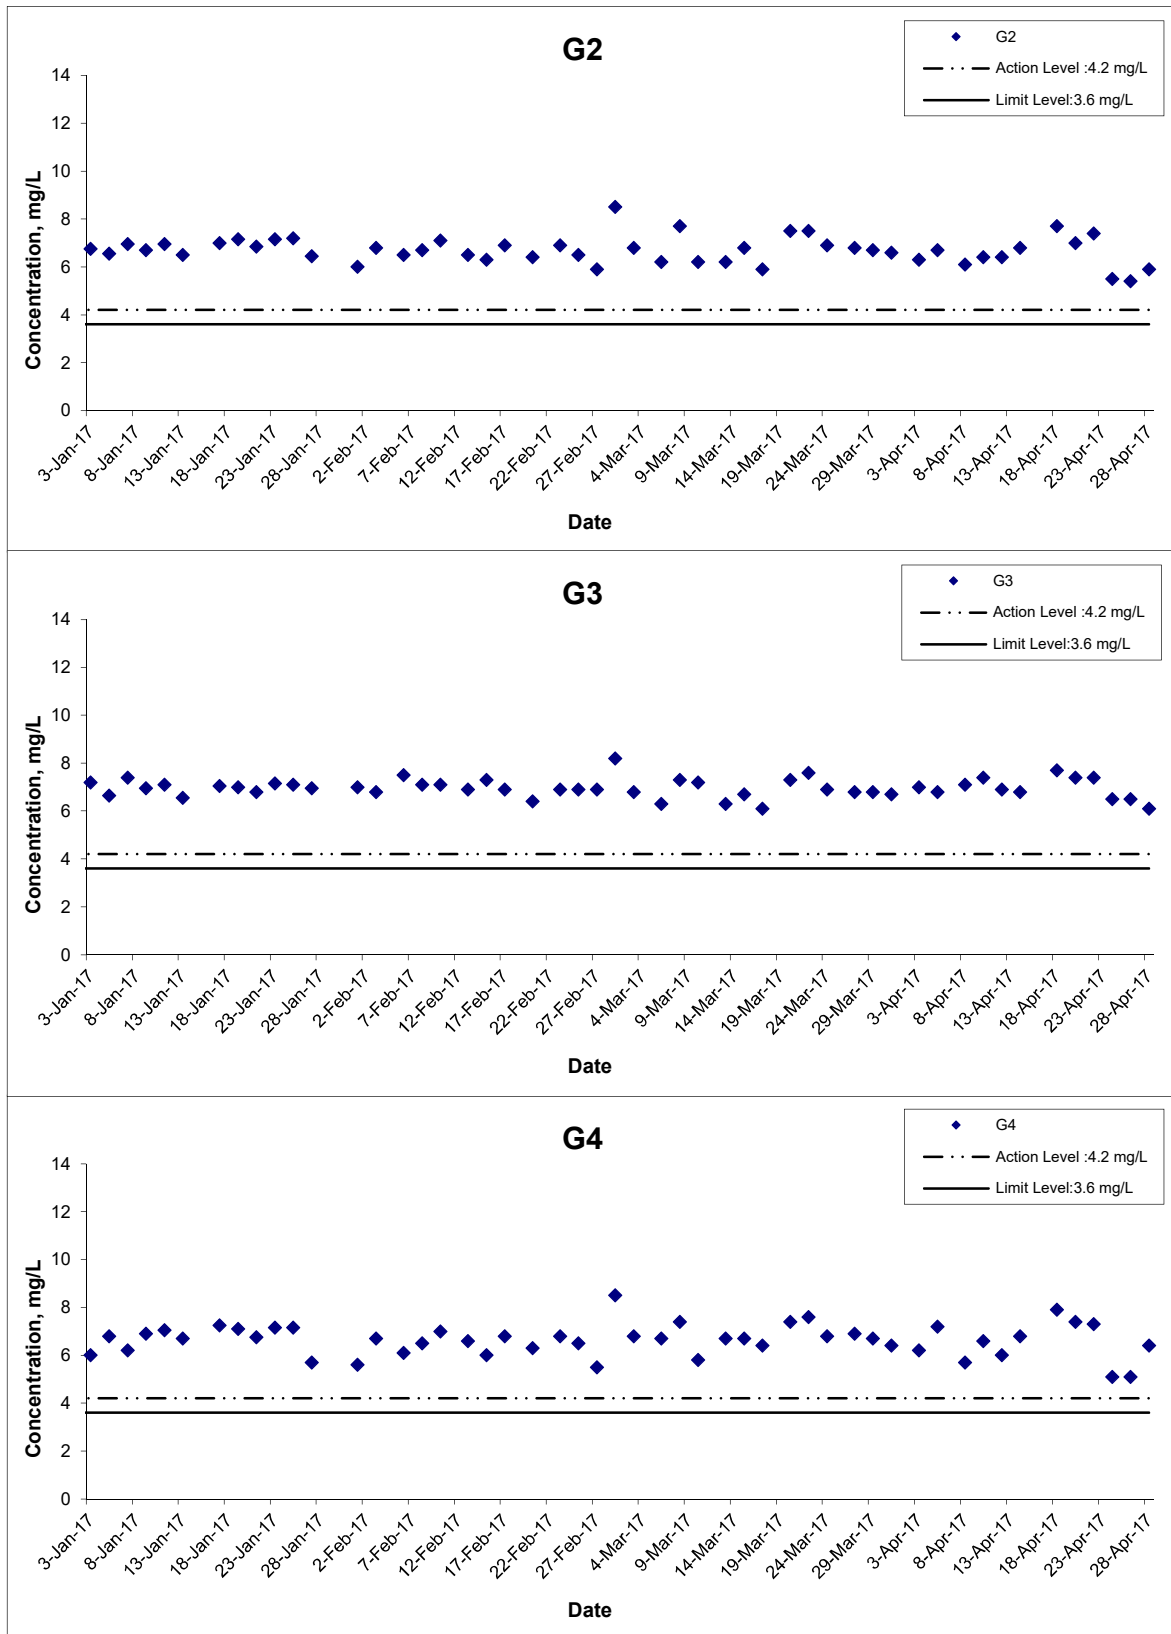 G2
G2
Action Level :4.2 mg/L
Limit Level:3.6 mg/L
Concentration, mg/L
14
12
10
8
6
4
2
0
3-Jan-17
8-Jan-17
13-Jan-17
18-Jan-17
23-Jan-17
28-Jan-17
2-Feb-17
7-Feb-17
12-Feb-17
17-Feb-17
22-Feb-17
27-Feb-17
4-Mar-17
9-Mar-17
14-Mar-17
19-Mar-17
24-Mar-17
29-Mar-17
3-Apr-17
8-Apr-17
13-Apr-17
18-Apr-17
23-Apr-17
28-Apr-17
Date
G3
G3
Action Level :4.2 mg/L
Limit Level:3.6 mg/L
Concentration, mg/L
14
12
10
8
6
4
2
0
3-Jan-17
8-Jan-17
13-Jan-17
18-Jan-17
23-Jan-17
28-Jan-17
2-Feb-17
7-Feb-17
12-Feb-17
17-Feb-17
22-Feb-17
27-Feb-17
4-Mar-17
9-Mar-17
14-Mar-17
19-Mar-17
24-Mar-17
29-Mar-17
3-Apr-17
8-Apr-17
13-Apr-17
18-Apr-17
23-Apr-17
28-Apr-17
Date
G4
G4
Action Level :4.2 mg/L
Limit Level:3.6 mg/L
Concentration, mg/L
14
12
10
8
6
4
2
0
3-Jan-17
8-Jan-17
13-Jan-17
18-Jan-17
23-Jan-17
28-Jan-17
2-Feb-17
7-Feb-17
12-Feb-17
17-Feb-17
22-Feb-17
27-Feb-17
4-Mar-17
9-Mar-17
14-Mar-17
19-Mar-17
24-Mar-17
29-Mar-17
3-Apr-17
8-Apr-17
13-Apr-17
18-Apr-17
23-Apr-17
28-Apr-17
Date